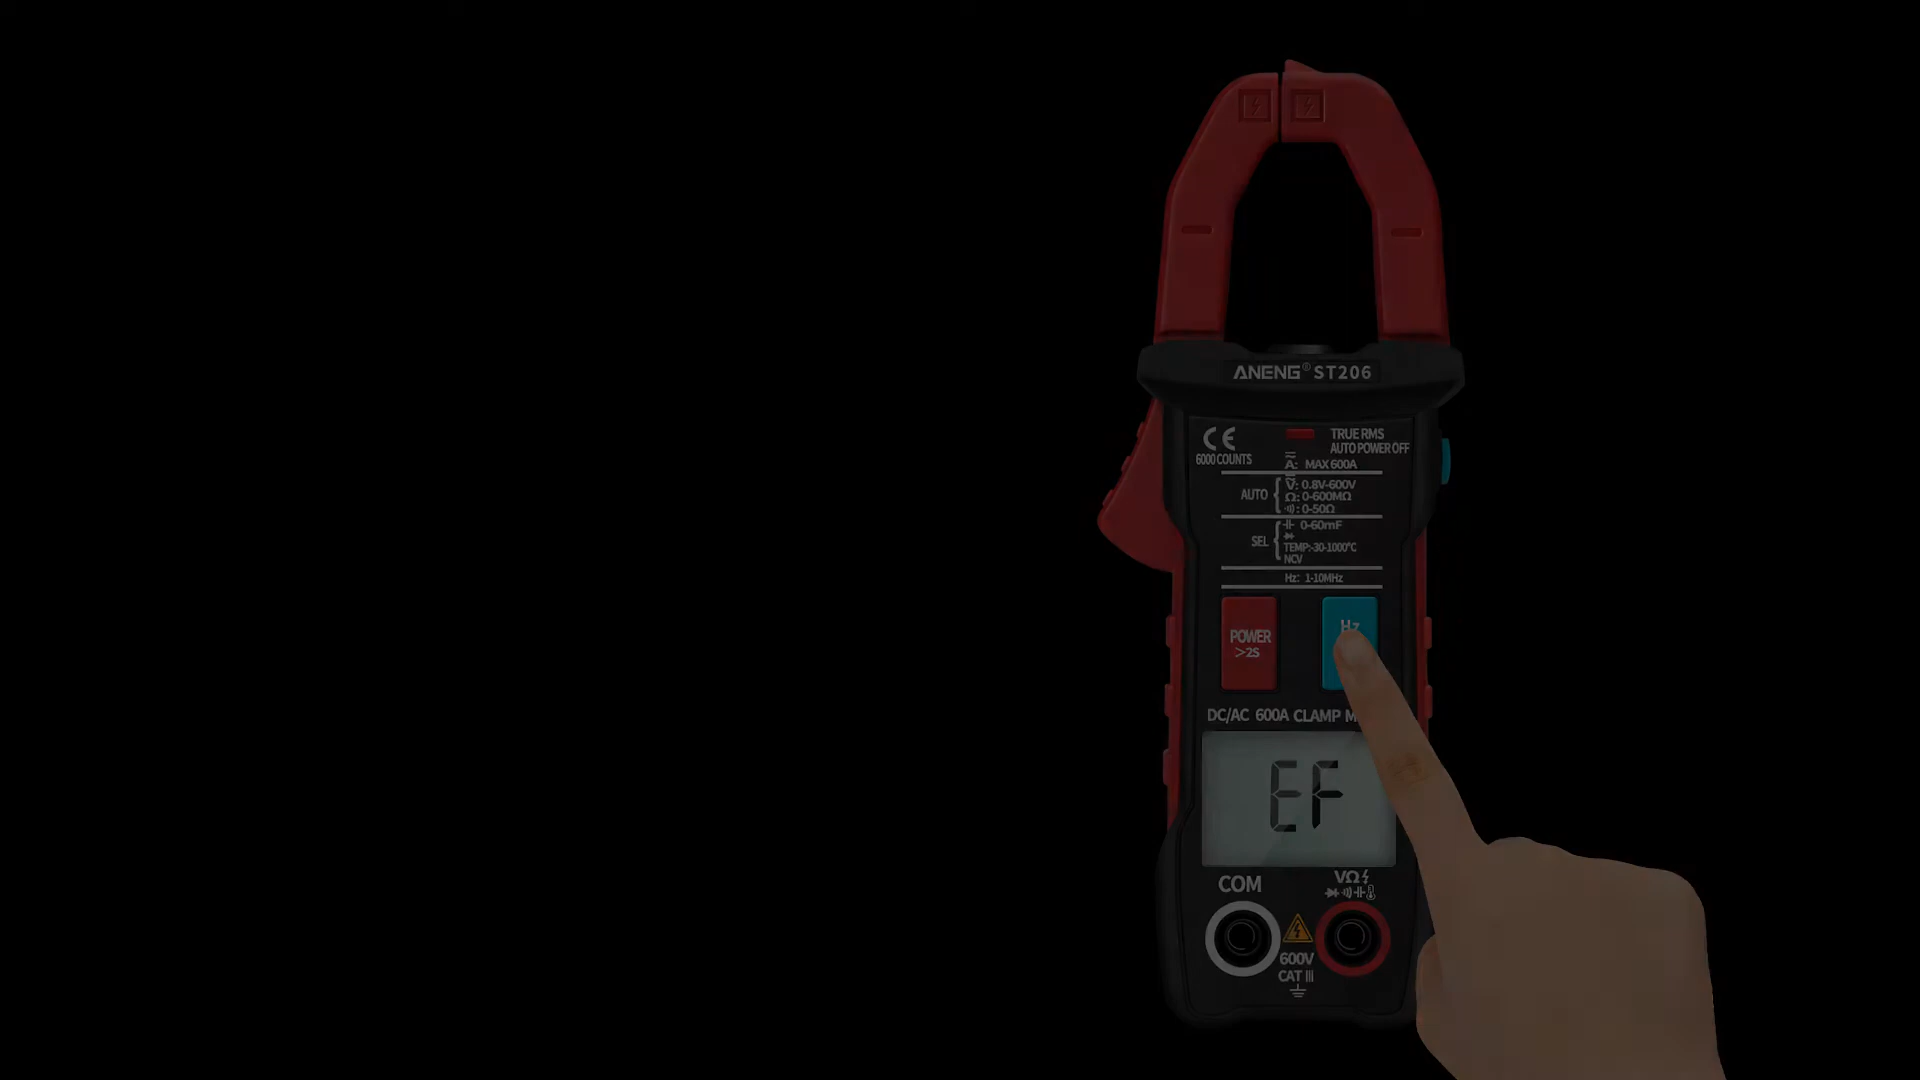 ANENG® ST206
CE
6000 COUNTS
TRUE RMS
AUTO POWER OFF
A: MAX 600A
AUTO
V: 0.8V-600V
Ω: 0-600MΩ
: 0-50Ω
SEL
0-60mF
TEMP:-30-1000°C
NCV
Hz: 1-10MHz
POWER
>2S
Hz
DC/AC 600A CLAMP M
EF
COM
VΩ
600V
CAT III